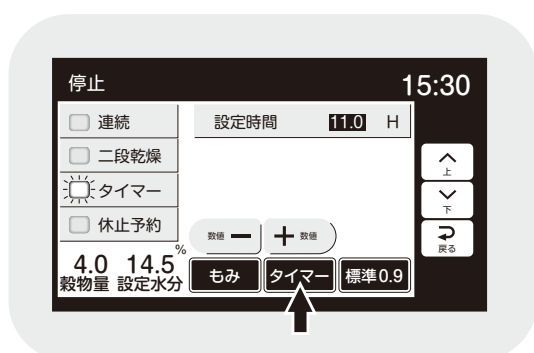 停止 15:30
連続
設定時間 11.0 H
二段乾燥
上
タイマー
下
休止予約
数値 － ＋ 数値
戻る
4.0 14.5%
穀物量 設定水分
もみ タイマー 標準0.9